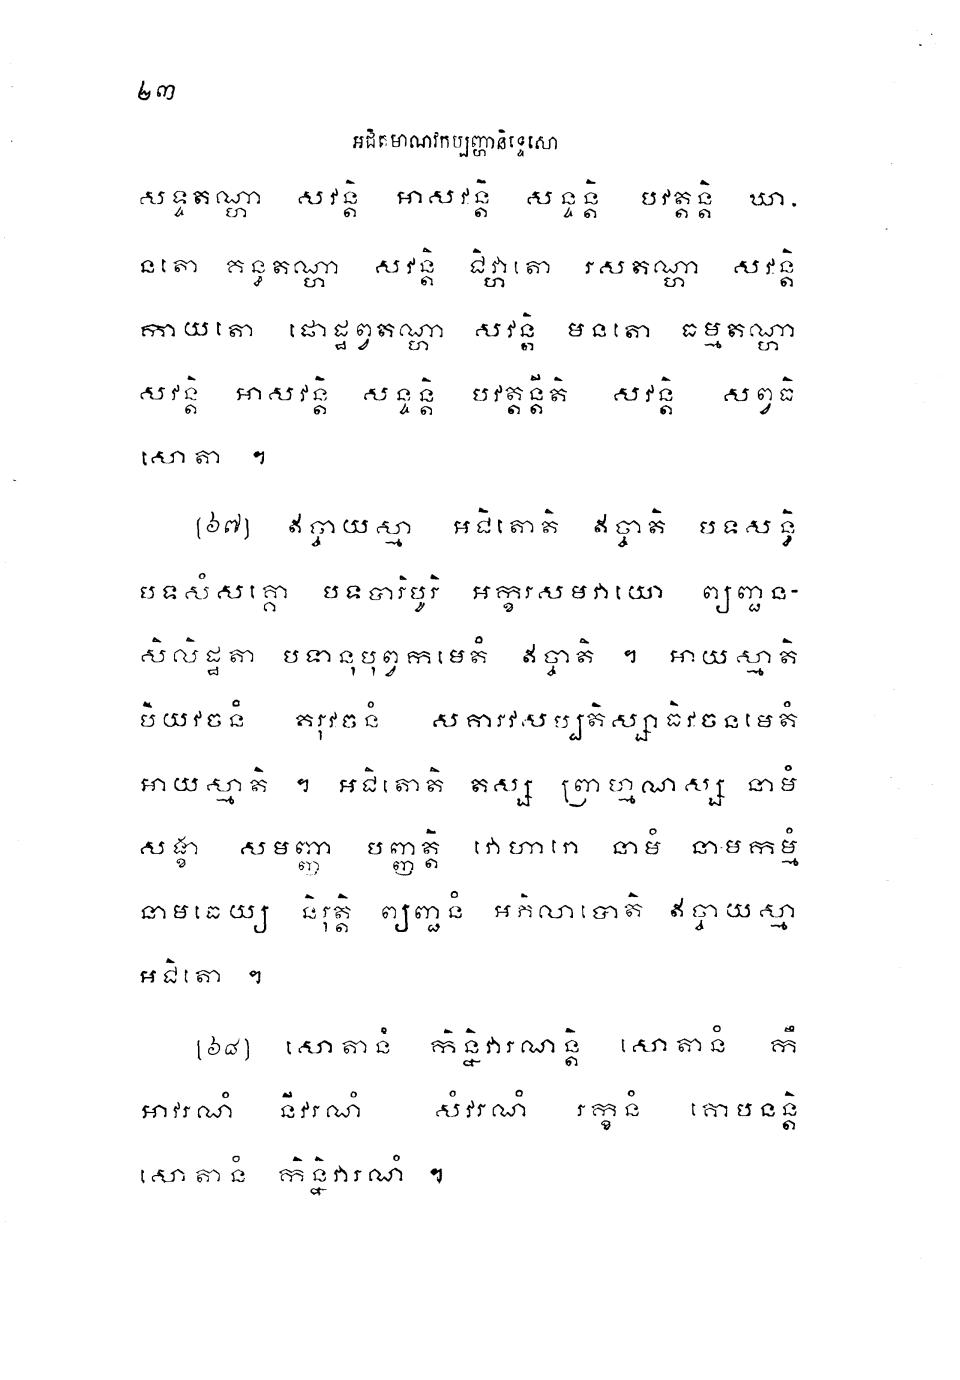 ២៣
អជិតមាណវកប្បញ្ហានិទ្ទេសោ
សទ្ទតណ្ហា សវន្តិ អាសវន្តិ សន្ទន្តិ បវត្តន្តិ ឃា-
នតោ គន្ធតណ្ហា សវន្តិ ជិវ្ហាតោ រសតណ្ហា សវន្តិ
កាយតោ ផោដ្ឋព្វតណ្ហា សវន្តិ មនតោ ធម្មតណ្ហា
សវន្តិ អាសវន្តិ សន្ទន្តិ បវត្តន្តីតិ សវន្តិ សព្វធិ
សោតា ។
(៦៧) ឥច្ចាយស្មា អជិតោតិ ឥច្ចាតិ បទសន្ធិ
បទសំសគ្គោ បទបារិបូរិ អក្ខរសមវាយោ ព្យញ្ជន-
សិលិដ្ឋតា បទានុបុព្វកមេតំ ឥច្ចាតិ ។ អាយស្មាតិ
បិយវចនំ គរុវចនំ សគារវសប្បតិស្សាធិវចនមេតំ
អាយស្មាតិ ។ អជិតោតិ តស្ស ព្រាហ្មណស្ស នាមំ
សង្ខា សមញ្ញា បញ្ញត្តិ វោហារោ នាមំ នាមកម្មំ
នាមធេយ្យ និរុត្តិ ព្យញ្ជនំ អភិលាបោតិ ឥច្ចាយស្មា
អជិតោ ។
(៦៨) សោតានំ កិន្និវារណន្តិ សោតានំ កឹ
អាវរណំ នីវរណំ សំវរណំ រក្ខនំ គោបនន្តិ
សោតានំ កិន្និវារណំ ។